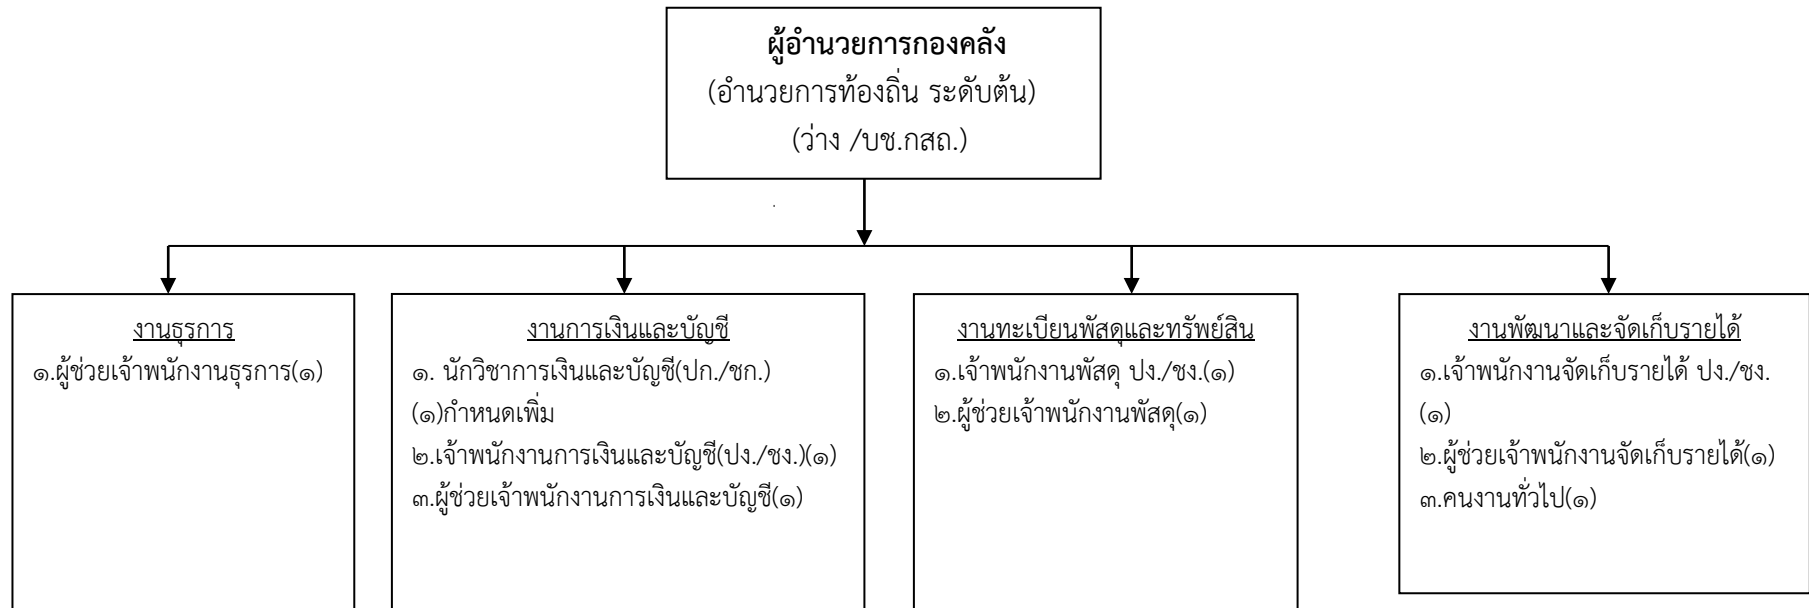 ผู้อำนวยการกองคลัง
(อำนวยการท้องถิ่น ระดับต้น)
(ว่าง /บช.กสถ.)
งานธุรการ
๑.ผู้ช่วยเจ้าพนักงานธุรการ(๑)
งานการเงินและบัญชี
๑. นักวิชาการเงินและบัญชี(ปก./ชก.)
(๑)กำหนดเพิ่ม
๒.เจ้าพนักงานการเงินและบัญชี(ปง./ชง.)(๑)
๓.ผู้ช่วยเจ้าพนักงานการเงินและบัญชี(๑)
งานทะเบียนพัสดุและทรัพย์สิน
๑.เจ้าพนักงานพัสดุ ปง./ชง.(๑)
๒.ผู้ช่วยเจ้าพนักงานพัสดุ(๑)
งานพัฒนาและจัดเก็บรายได้
๑.เจ้าพนักงานจัดเก็บรายได้ ปง./ชง.
(๑)
๒.ผู้ช่วยเจ้าพนักงานจัดเก็บรายได้(๑)
๓.คนงานทั่วไป(๑)